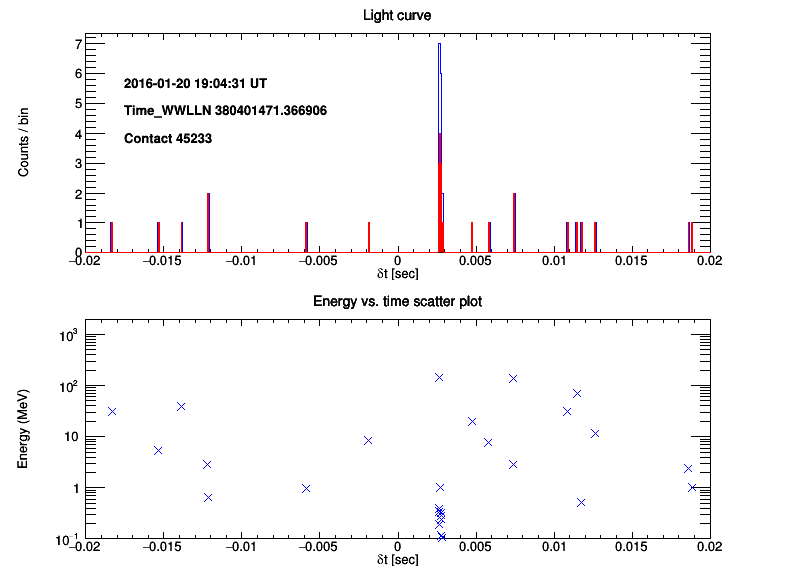 Light curve
7
6
5
4
3
2
1
0
Counts / bin
2016-01-20 19:04:31 UT
Time_WWLLN 380401471.366906
Contact 45233
−0.02 −0.015 −0.01 −0.005 0 0.005 0.01 0.015 0.02
δt [sec]
Energy vs. time scatter plot
10³
10²
10
1
10⁻¹
Energy (MeV)
−0.02 −0.015 −0.01 −0.005 0 0.005 0.01 0.015 0.02
δt [sec]